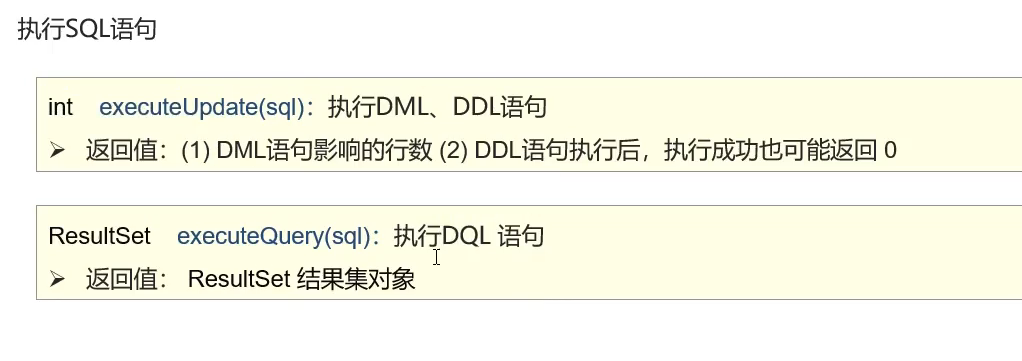 执行SQL语句
int executeUpdate(sql)：执行DML、DDL语句
➢ 返回值：(1) DML语句影响的行数 (2) DDL语句执行后，执行成功也可能返回 0
ResultSet executeQuery(sql)：执行DQL 语句
➢ 返回值： ResultSet 结果集对象